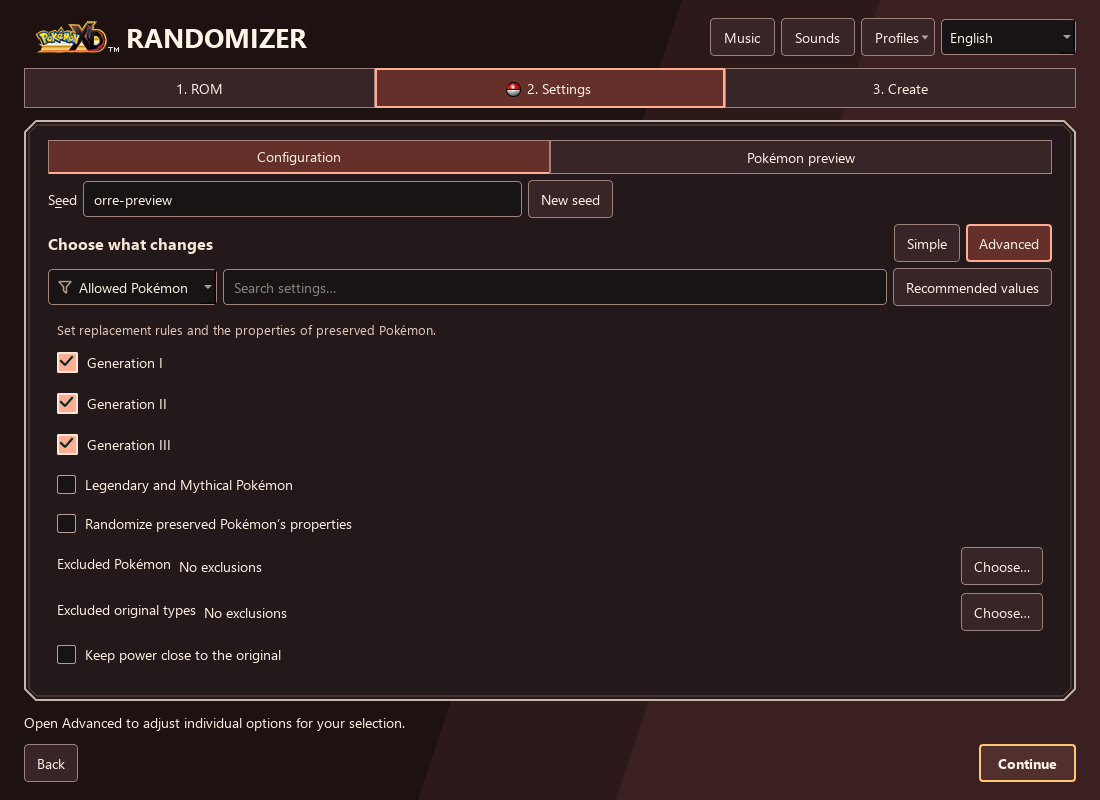 Pokémon XD™ RANDOMIZER
Music
Sounds
Profiles
English
1. ROM
2. Settings
3. Create
Configuration
Pokémon preview
Seed
orre-preview
New seed
Choose what changes
Simple
Advanced
Allowed Pokémon
Search settings...
Recommended values
Set replacement rules and the properties of preserved Pokémon.
Generation I
Generation II
Generation III
Legendary and Mythical Pokémon
Randomize preserved Pokémon's properties
Excluded Pokémon No exclusions
Choose...
Excluded original types No exclusions
Choose...
Keep power close to the original
Open Advanced to adjust individual options for your selection.
Back
Continue